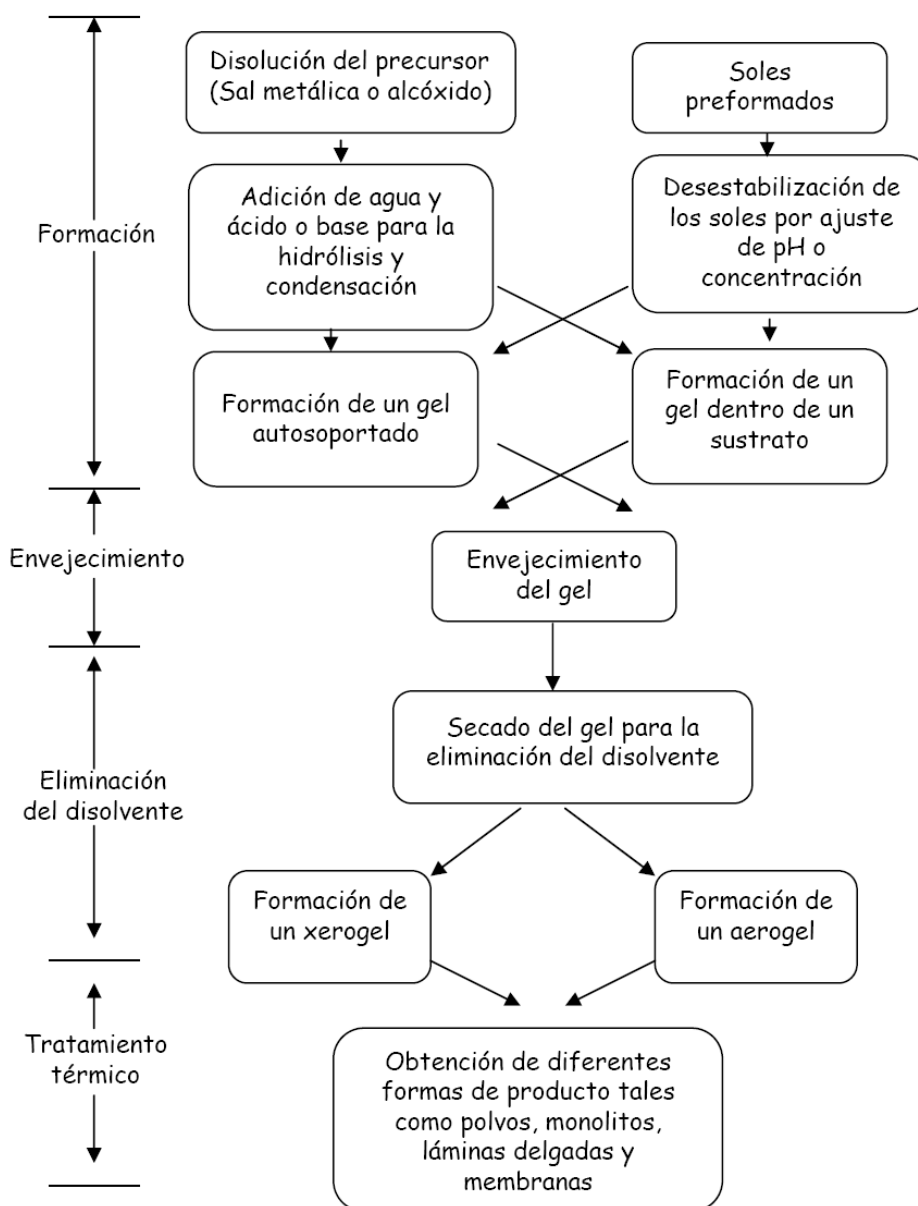 Disolución del precursor
(Sal metálica o alcóxido)
Soles
preformados
Adición de agua y
ácido o base para la
hidrólisis y
condensación
Desestabilización de
los soles por ajuste
de pH o
concentración
Formación
Formación de un gel
autosoportado
Formación de un
gel dentro de un
sustrato
Envejecimiento
Envejecimiento
del gel
Secado del gel para la
eliminación del disolvente
Eliminación
del disolvente
Formación de
un xerogel
Formación de
un aerogel
Tratamiento
térmico
Obtención de diferentes
formas de producto tales
como polvos, monolitos,
láminas delgadas y
membranas